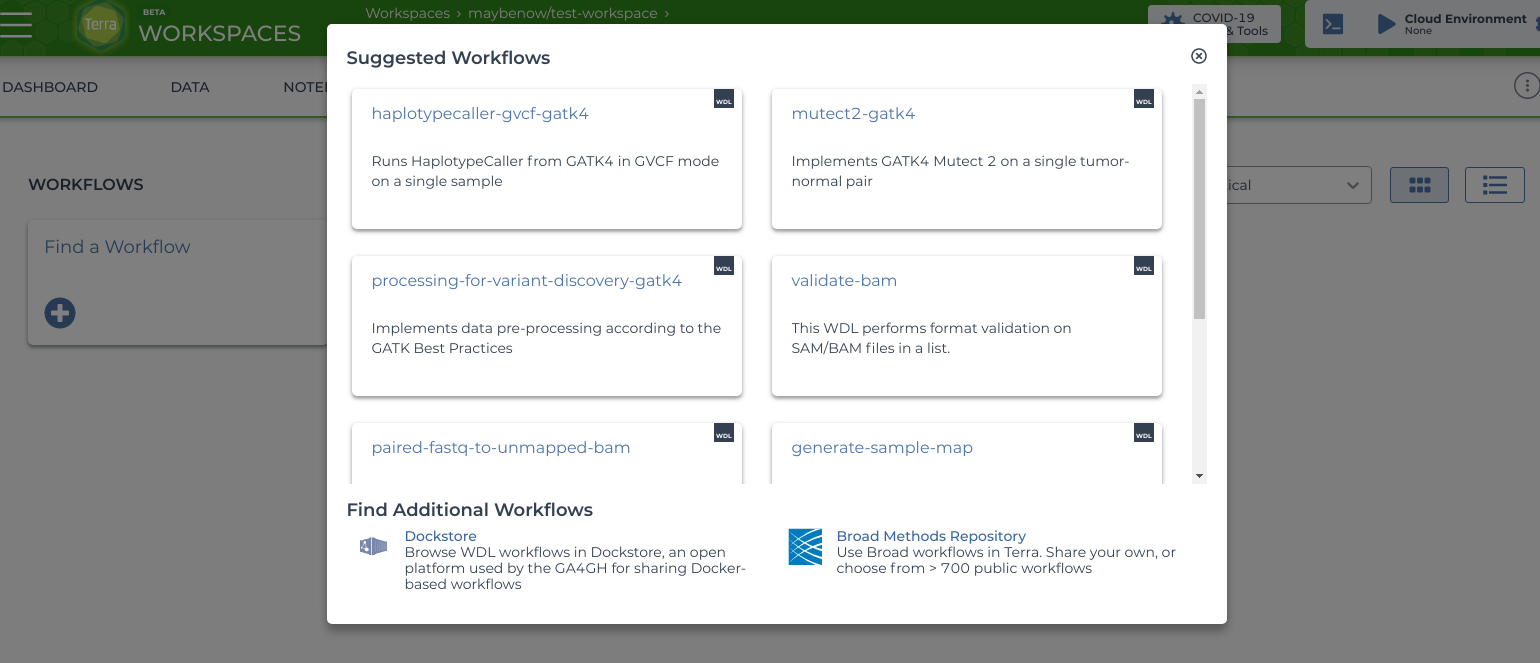 Terra
BETA
WORKSPACES
Workspaces › maybenow/test-workspace ›
COVID-19
& Tools
Cloud Environment
None
DASHBOARD
DATA
WORKFLOWS
Find a Workflow
Suggested Workflows
haplotypecaller-gvcf-gatk4
WDL
Runs HaplotypeCaller from GATK4 in GVCF mode
on a single sample
mutect2-gatk4
WDL
Implements GATK4 Mutect 2 on a single tumor-
normal pair
processing-for-variant-discovery-gatk4
WDL
Implements data pre-processing according to the
GATK Best Practices
validate-bam
WDL
This WDL performs format validation on
SAM/BAM files in a list.
paired-fastq-to-unmapped-bam
WDL
generate-sample-map
WDL
Find Additional Workflows
Dockstore
Browse WDL workflows in Dockstore, an open
platform used by the GA4GH for sharing Docker-
based workflows
Broad Methods Repository
Use Broad workflows in Terra. Share your own, or
choose from > 700 public workflows